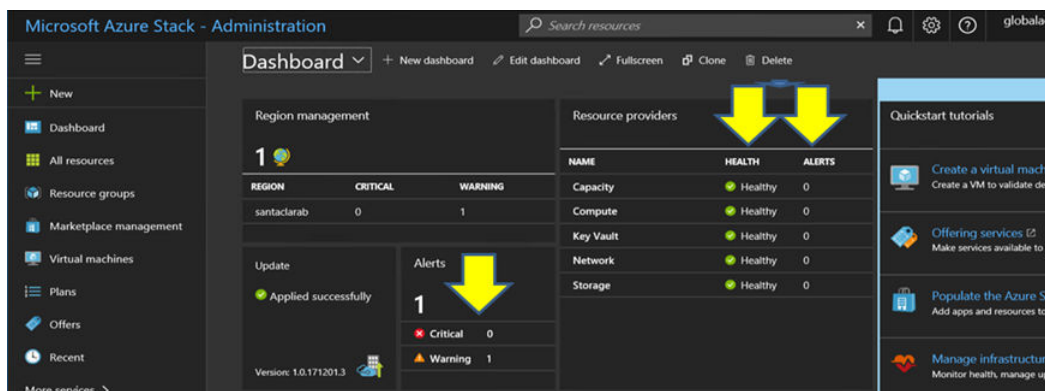 Microsoft Azure Stack - Administration
Search resources
globala
Dashboard
New dashboard
Edit dashboard
Fullscreen
Clone
Delete
New
Dashboard
All resources
Resource groups
Marketplace management
Virtual machines
Plans
Offers
Recent
More services
Region management
1
REGION CRITICAL WARNING
santaclarab 0 1
Update
Applied successfully
Version: 1.0.171201.3
Alerts
1
Critical 0
Warning 1
Resource providers
NAME HEALTH ALERTS
Capacity Healthy 0
Compute Healthy 0
Key Vault Healthy 0
Network Healthy 0
Storage Healthy 0
Quickstart tutorials
Create a virtual mach
Create a VM to validate de
Offering services
Make services available to
Populate the Azure S
Add apps and resources to
Manage infrastructur
Monitor health, manage up